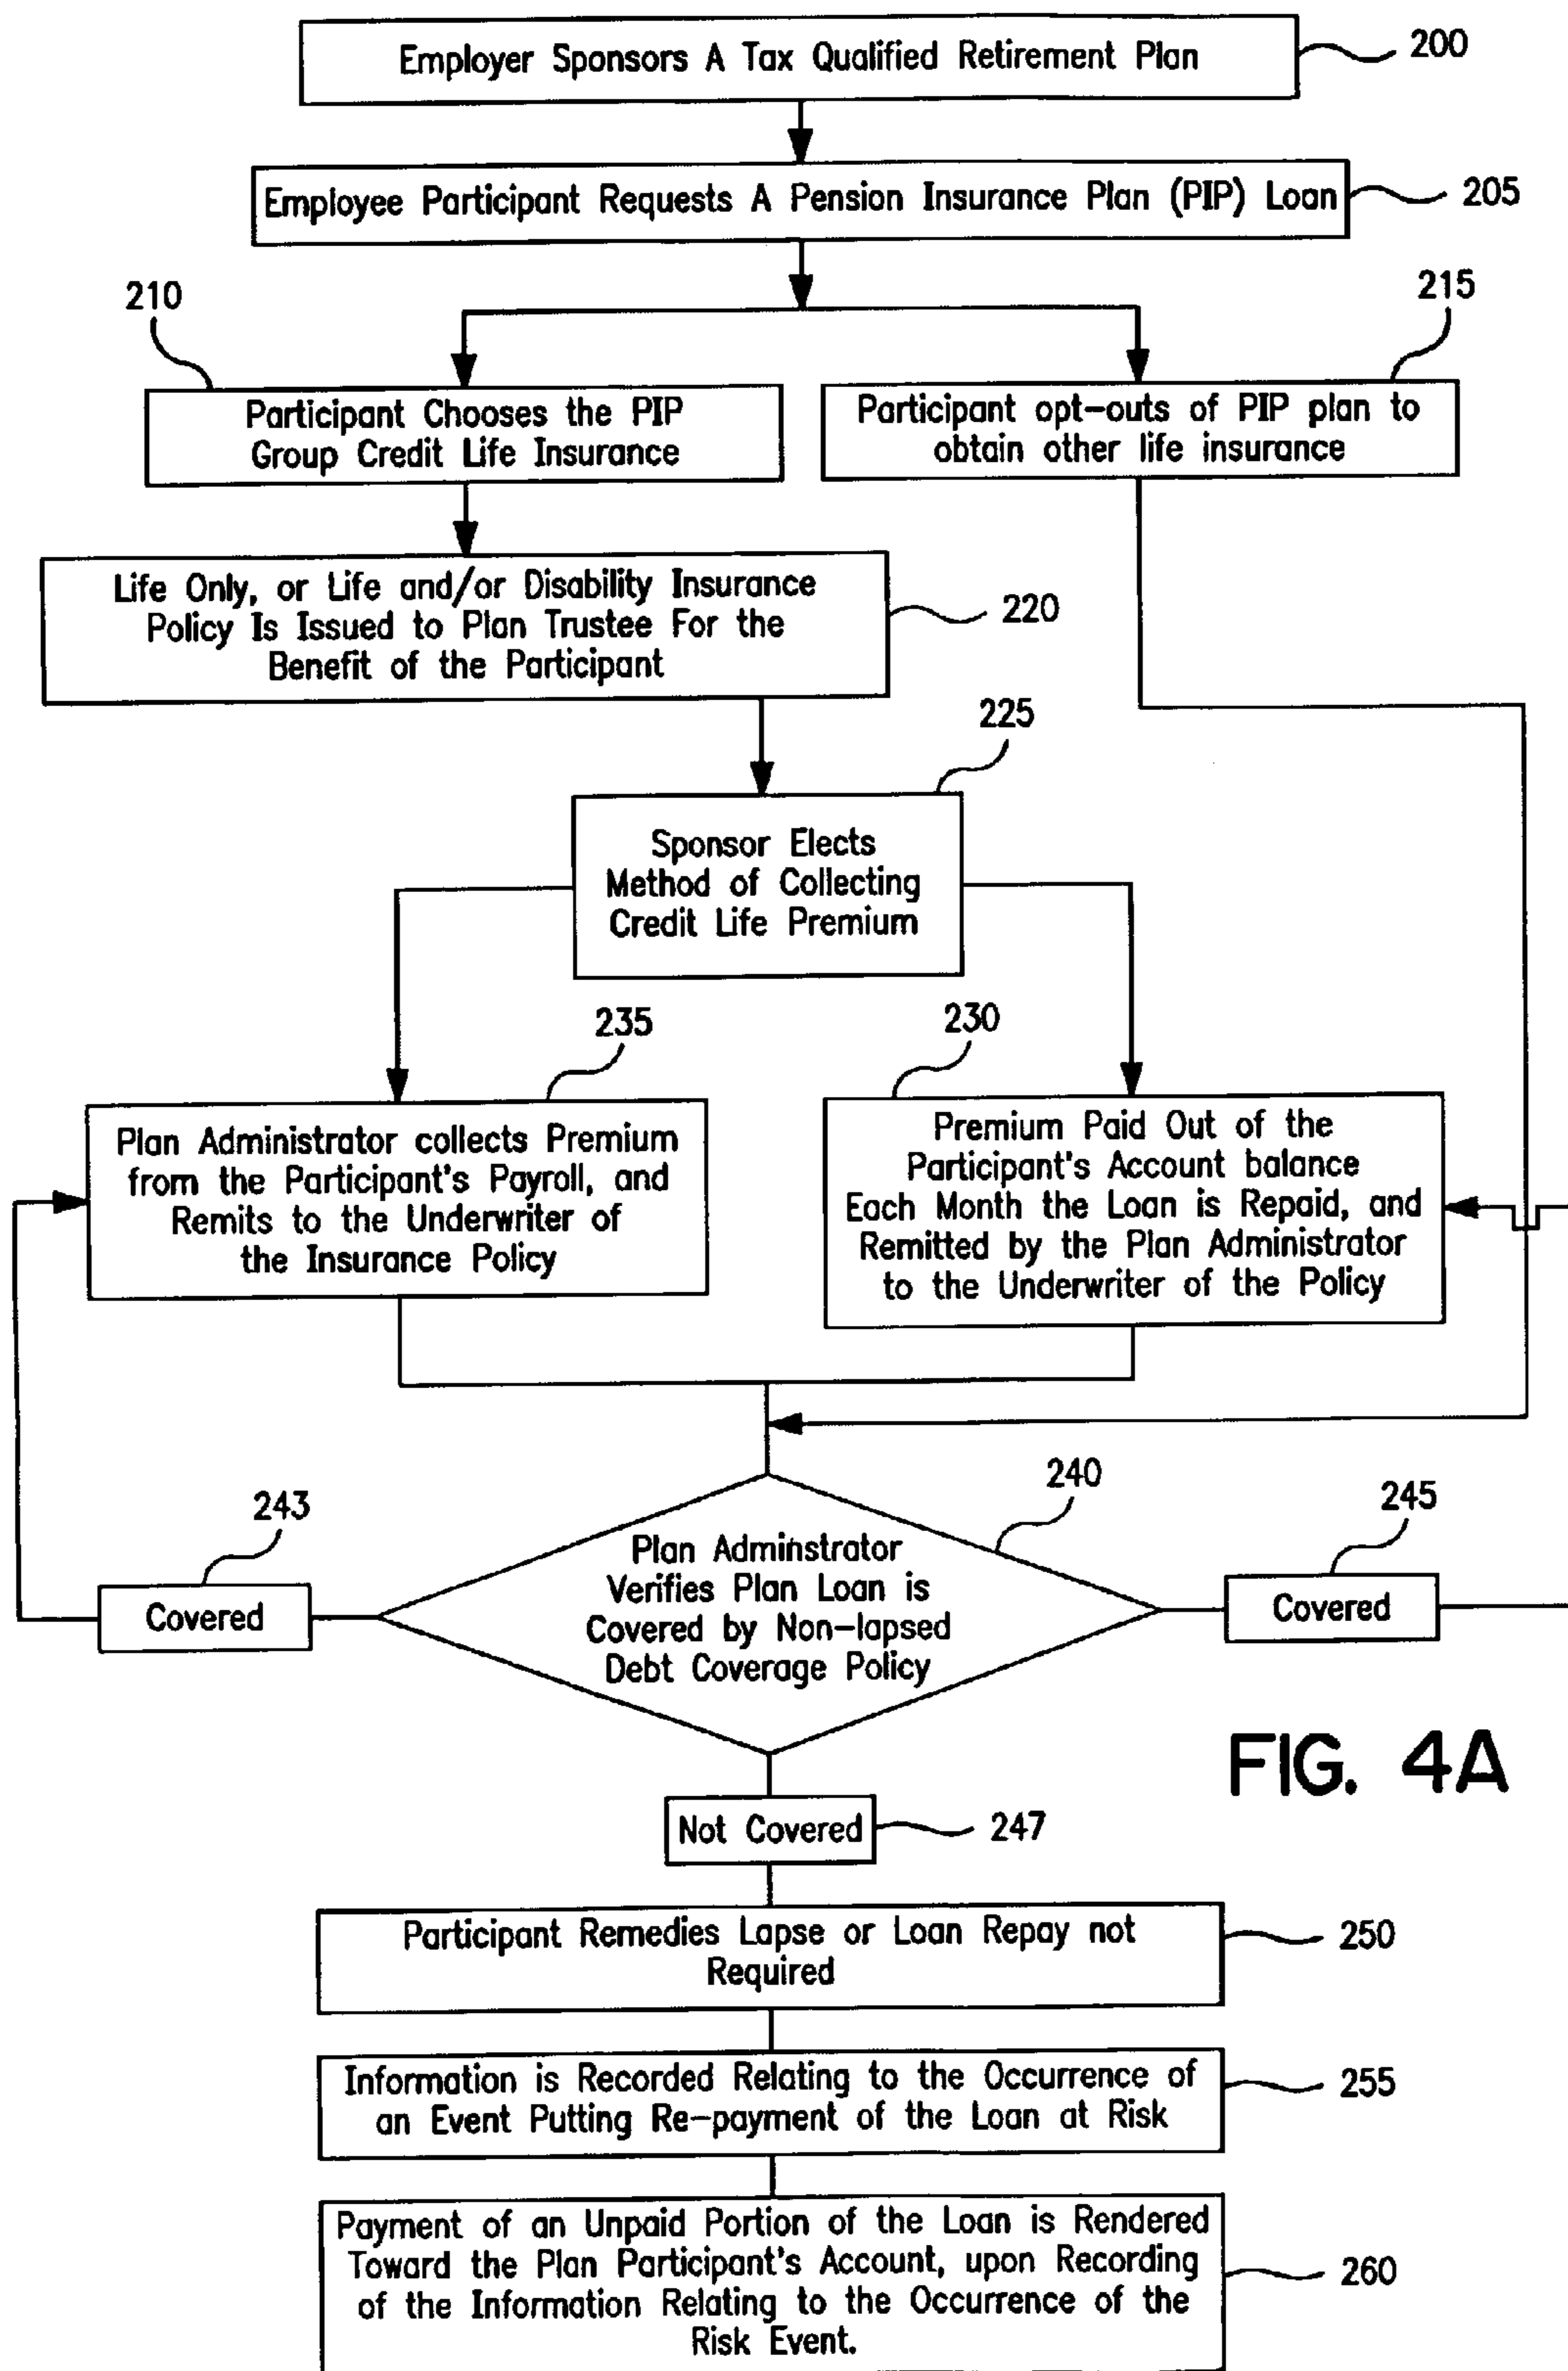 Employer Sponsors A Tax Qualified Retirement Plan
200
Employee Participant Requests A Pension Insurance Plan (PIP) Loan
205
210
215
Participant Chooses the PIP
Group Credit Life Insurance
Participant opt-outs of PIP plan to
obtain other life insurance
Life Only, or Life and/or Disability Insurance
Policy Is Issued to Plan Trustee For the
Benefit of the Participant
220
225
Sponsor Elects
Method of Collecting
Credit Life Premium
235
230
Plan Administrator collects Premium
from the Participant's Payroll, and
Remits to the Underwriter of
the Insurance Policy
Premium Paid Out of the
Participant's Account balance
Each Month the Loan is Repaid, and
Remitted by the Plan Administrator
to the Underwriter of the Policy
243
240
245
Covered
Plan Adminstrator
Verifies Plan Loan is
Covered by Non-lapsed
Debt Coverage Policy
Covered
FIG. 4A
Not Covered
247
Participant Remedies Lapse or Loan Repay not
Required
250
Information is Recorded Relating to the Occurrence of
an Event Putting Re-payment of the Loan at Risk
255
Payment of an Unpaid Portion of the Loan is Rendered
Toward the Plan Participant's Account, upon Recording
of the Information Relating to the Occurrence of the
Risk Event.
260